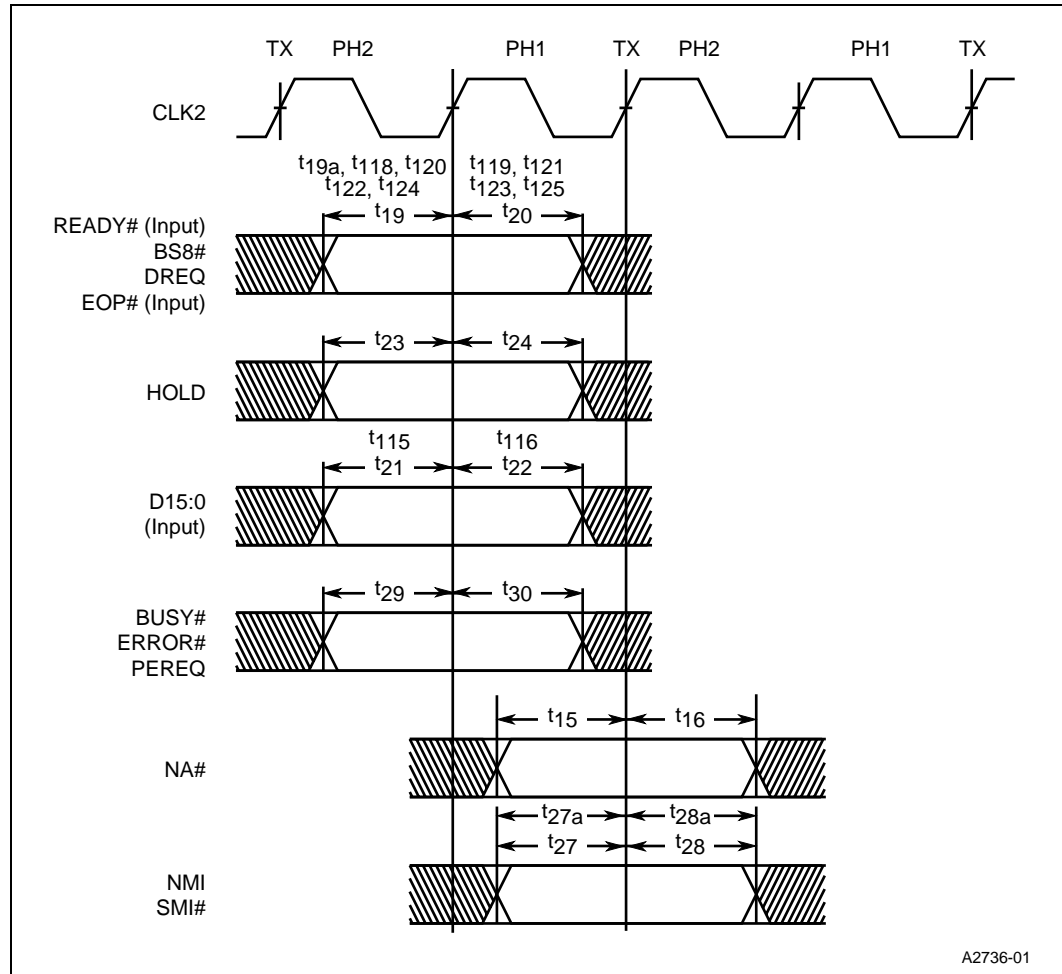 TX PH2 PH1 TX PH2 PH1 TX
CLK2
t19a, t118, t120 t119, t121
t122, t124 t123, t125
t19 t20
READY# (Input)
BS8#
DREQ
EOP# (Input)
t23 t24
HOLD
t115 t116
t21 t22
D15:0
(Input)
t29 t30
BUSY#
ERROR#
PEREQ
t15 t16
NA#
t27a t28a
t27 t28
NMI
SMI#
A2736-01